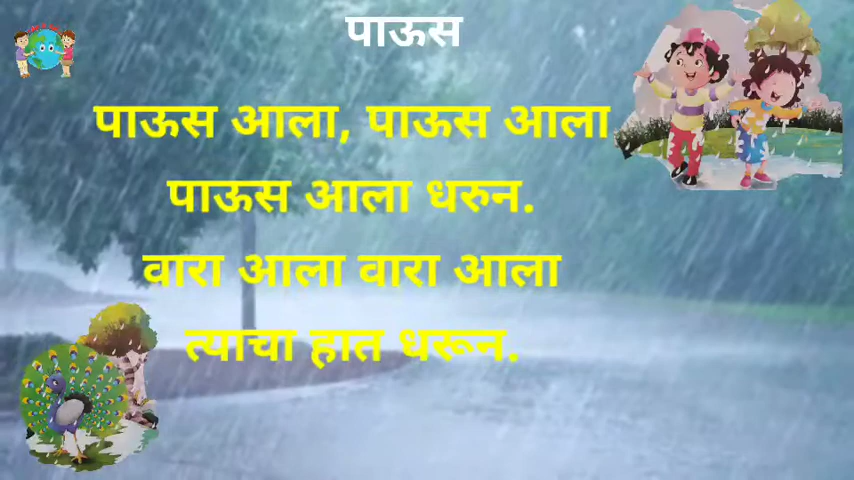 पाऊस
पाऊस आला, पाऊस आला
पाऊस आला धरुन.
वारा आला वारा आला
त्याचा हात धरून.